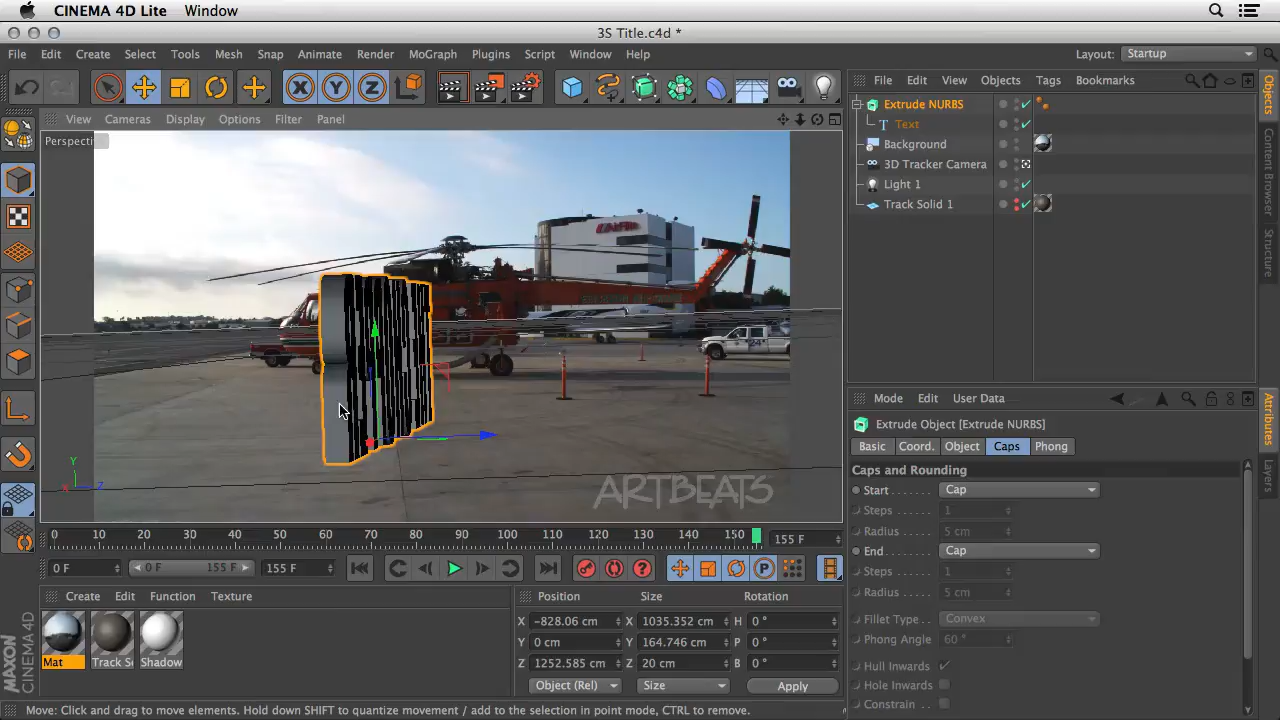 CINEMA 4D Lite Window
3S Title.c4d *
File Edit Create Select Tools Mesh Snap Animate Render MoGraph Plugins Script Window Help Layout: Startup
File Edit View Objects Tags Bookmarks
Extrude NURBS
Text
Background
3D Tracker Camera
Light 1
Track Solid 1
Objects
Content Browser
Structure
View Cameras Display Options Filter Panel
Perspecti
ARTBEATS
Y
X Z
Mode Edit User Data
Extrude Object [Extrude NURBS]
Basic Coord. Object Caps Phong
Caps and Rounding
Start Cap
Steps 1
Radius 5 cm
End Cap
Steps 1
Radius 5 cm
Fillet Type Convex
Phong Angle 60 °
Hull Inwards
Hole Inwards
Constrain
Attributes
Layers
0 10 20 30 40 50 60 70 80 90 100 110 120 130 140 150 155 F
0 F 0 F 155 F 155 F
Create Edit Function Texture
Mat Track So Shadow
Position Size Rotation
X -828.06 cm X 1035.352 cm H 0 °
Y 0 cm Y 164.746 cm P 0 °
Z 1252.585 cm Z 20 cm B 0 °
Object (Rel) Size Apply
MAXON
CINEMA 4D
Move: Click and drag to move elements. Hold down SHIFT to quantize movement / add to the selection in point mode, CTRL to remove.